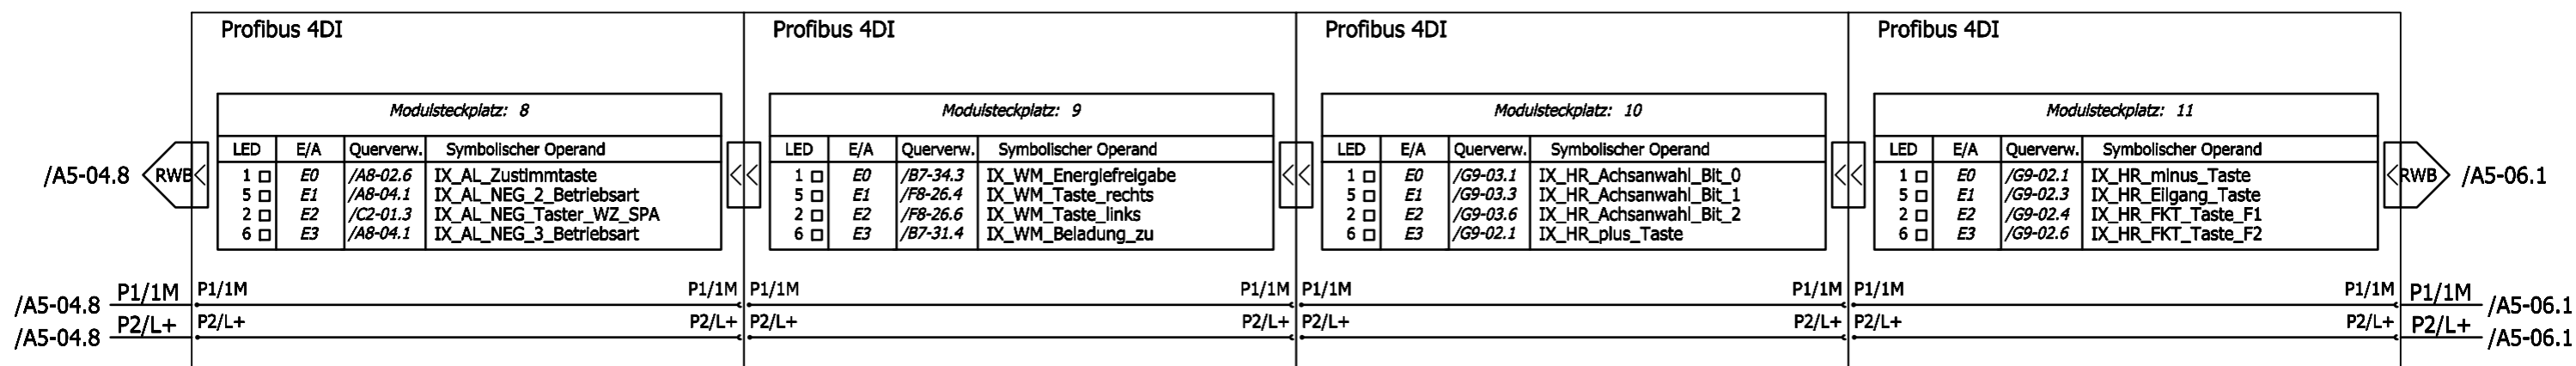 Profibus 4DI Profibus 4DI Profibus 4DI Profibus 4DI
Modulsteckplatz: 8 Modulsteckplatz: 9 Modulsteckplatz: 10 Modulsteckplatz: 11
LED E/A Querverw. Symbolischer Operand LED E/A Querverw. Symbolischer Operand LED E/A Querverw. Symbolischer Operand LED E/A Querverw. Symbolischer Operand
/A5-04.8 RWB << 1 E0 /A8-02.6 IX_AL_Zustimmtaste << 1 E0 /B7-34.3 IX_WM_Energiefreigabe << 1 E0 /G9-03.1 IX_HR_Achsanwahl_Bit_0 << 1 E0 /G9-02.1 IX_HR_minus_Taste RWB /A5-06.1
5 E1 /A8-04.1 IX_AL_NEG_2_Betriebsart 5 E1 /F8-26.4 IX_WM_Taste_rechts 5 E1 /G9-03.3 IX_HR_Achsanwahl_Bit_1 5 E1 /G9-02.3 IX_HR_Eilgang_Taste
2 E2 /C2-01.3 IX_AL_NEG_Taster_WZ_SPA 2 E2 /F8-26.6 IX_WM_Taste_links 2 E2 /G9-03.6 IX_HR_Achsanwahl_Bit_2 2 E2 /G9-02.4 IX_HR_FKT_Taste_F1
6 E3 /A8-04.1 IX_AL_NEG_3_Betriebsart 6 E3 /B7-31.4 IX_WM_Beladung_zu 6 E3 /G9-02.1 IX_HR_plus_Taste 6 E3 /G9-02.6 IX_HR_FKT_Taste_F2
/A5-04.8 P1/1M P1/1M P1/1M P1/1M P1/1M P1/1M P1/1M P1/1M P1/1M P1/1M /A5-06.1
/A5-04.8 P2/L+ P2/L+ P2/L+ P2/L+ P2/L+ P2/L+ P2/L+ P2/L+ P2/L+ P2/L+ /A5-06.1